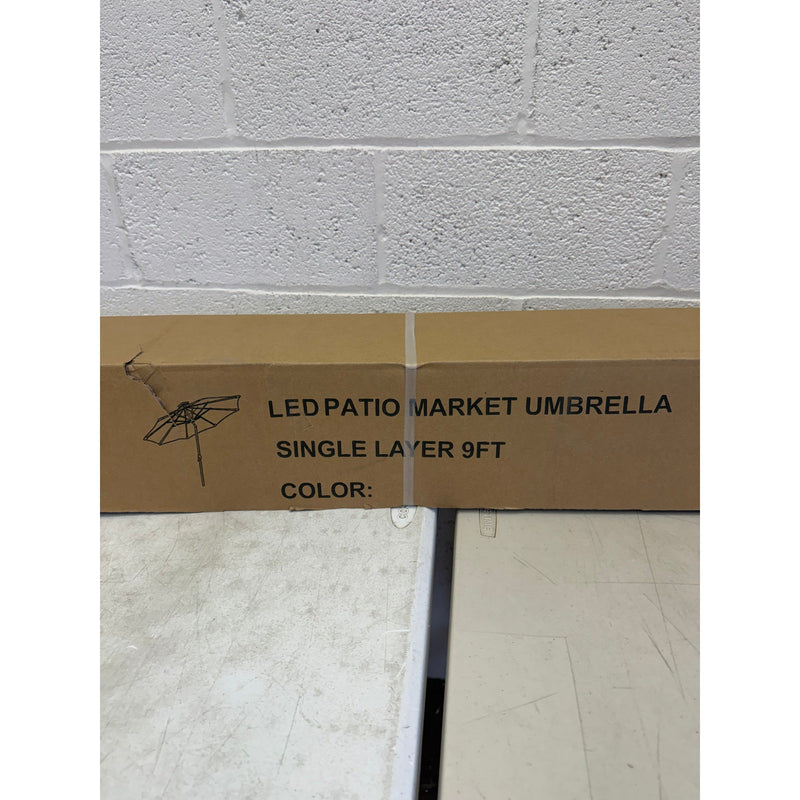 LED PATIO MARKET UMBRELLA
SINGLE LAYER 9FT
COLOR: